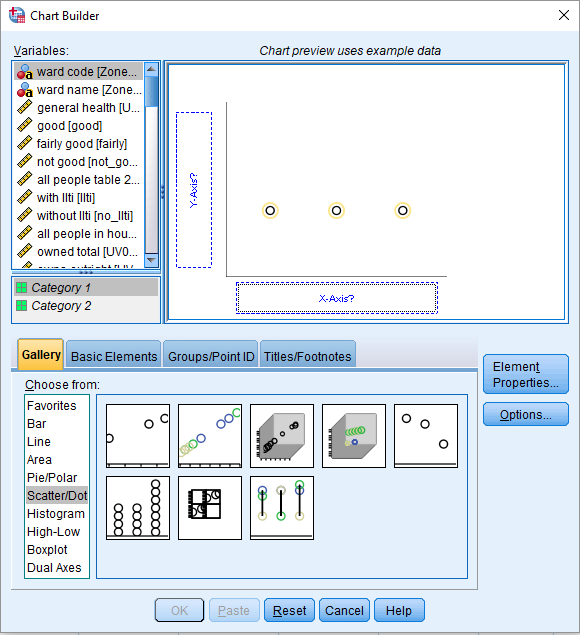 Chart Builder
Variables:
Chart preview uses example data
ward code [Zone...
ward name [Zone...
general health [U...
good [good]
fairly good [fairly]
not good [not_go...
all people table 2...
with llti [llti]
without llti [no_llti]
all people in hou...
owned total [UV0...
Category 1
Category 2
Y-Axis?
X-Axis?
Gallery
Basic Elements
Groups/Point ID
Titles/Footnotes
Choose from:
Favorites
Bar
Line
Area
Pie/Polar
Scatter/Dot
Histogram
High-Low
Boxplot
Dual Axes
Element
Properties...
Options...
OK
Paste
Reset
Cancel
Help